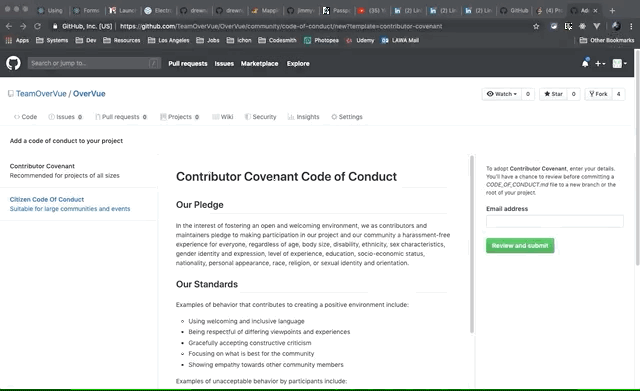 Using
Forms
Launc
Electr
drewn
drewn
Mapp
jimmy-
Passp
(35)
(2) Lin
(2) Lin
(2) Lin
GitHub, Inc. [US] https://github.com/TeamOverVue/OverVue/community/code-of-conduct/new?template=contributor-covenant
Apps Systems Dev Resources Los Angeles Jobs Ichon Codesmith Photopea Tutorials Udemy LAWA Mail Other Bookmarks
Search or jump to... / Pull requests Issues Marketplace Explore
TeamOverVue / OverVue Watch 0 Star 0 Fork 4
Code Issues 0 Pull requests 0 Projects 0 Wiki Security Insights Settings
Add a code of conduct to your project
Contributor Covenant
Recommended for projects of all sizes
Citizen Code Of Conduct
Suitable for large communities and events
Contributor Covenant Code of Conduct
Our Pledge
In the interest of fostering an open and welcoming environment, we as contributors and
maintainers pledge to making participation in our project and our community a harassment-free
experience for everyone, regardless of age, body size, disability, ethnicity, sex characteristics,
gender identity and expression, level of experience, education, socio-economic status,
nationality, personal appearance, race, religion, or sexual identity and orientation.
Our Standards
Examples of behavior that contributes to creating a positive environment include:
Using welcoming and inclusive language
Being respectful of differing viewpoints and experiences
Gracefully accepting constructive criticism
Focusing on what is best for the community
Showing empathy towards other community members
Examples of unacceptable behavior by participants include:
To adopt Contributor Covenant, enter your details.
You'll have a chance to review before committing a
CODE_OF_CONDUCT.md file to a new branch or the
root of your project.
Email address
Review and submit